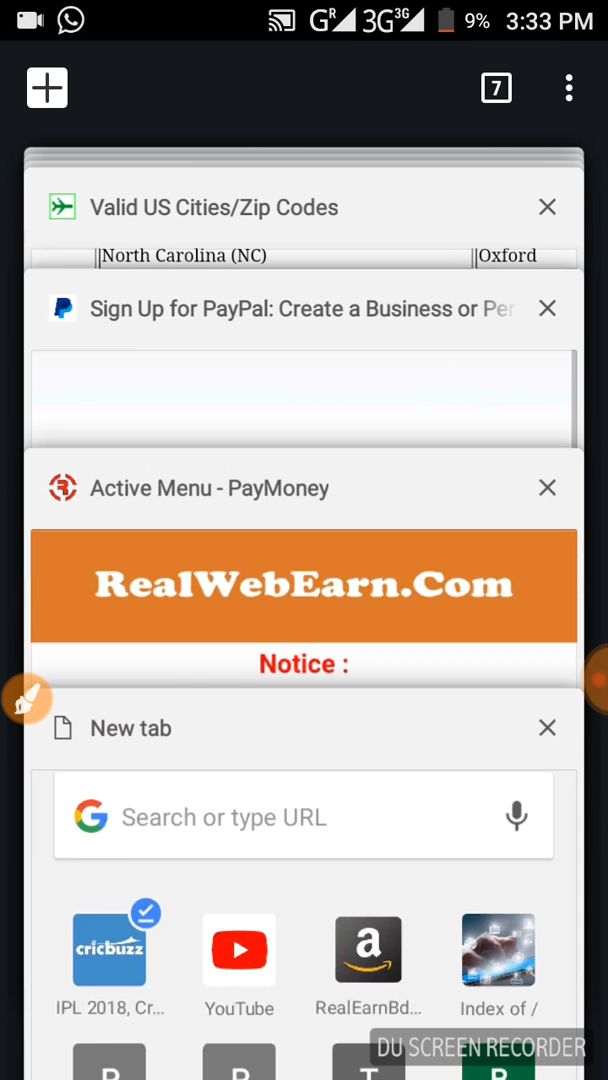 GR 3G 3G 9% 3:33 PM
7
Valid US Cities/Zip Codes
||North Carolina (NC) ||Oxford
Sign Up for PayPal: Create a Business or Per
Active Menu - PayMoney
RealWebEarn.Com
Notice :
New tab
Search or type URL
cricbuzz
a
IPL 2018, Cr... YouTube RealEarnBd... Index of /
DU SCREEN RECORDER